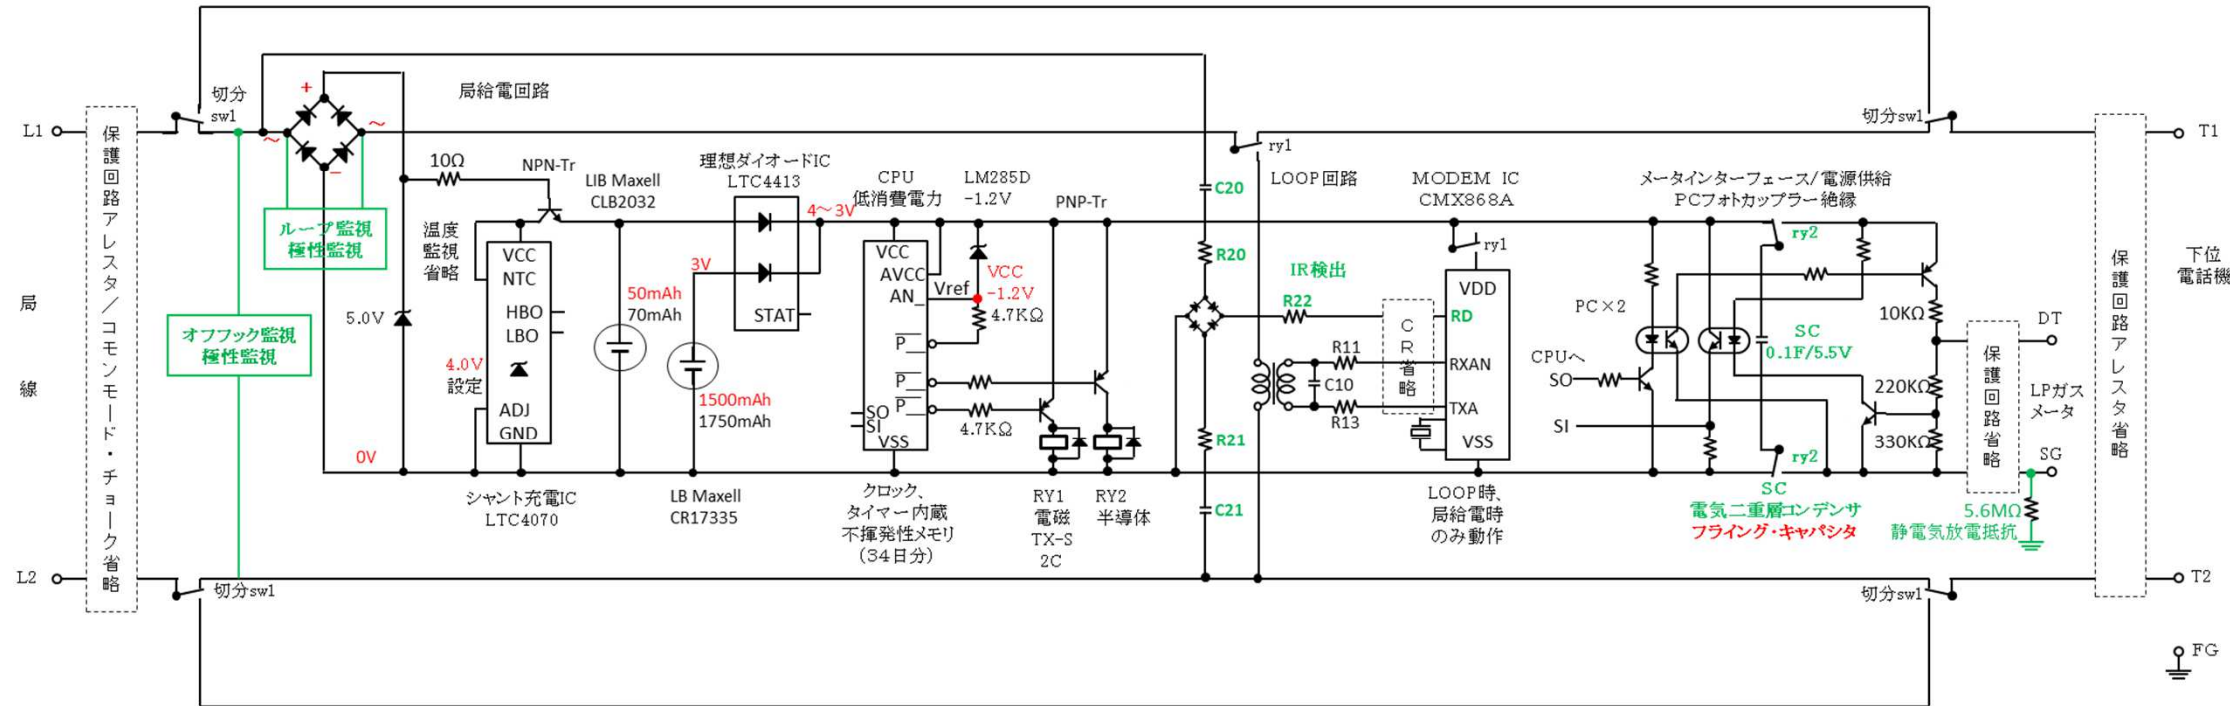 切分
sw1
L1
保護回路アレスタ／コモンモード・チョーク省略
局線
L2
切分sw1
+
～
～
−
局給電回路
ループ監視
極性監視
オフフック監視
極性監視
10Ω
NPN-Tr
温度
監視
省略
5.0V
VCC
NTC
HBO
LBO
4.0V
設定
ADJ
GND
0V
シャント充電IC
LTC4070
LIB Maxell
CLB2032
50mAh
70mAh
理想ダイオードIC
LTC4413
3V
4～3V
STAT
1500mAh
1750mAh
LB Maxell
CR17335
CPU
低消費電力
VCC
AVCC
AN_
Vref
P_
P_
P_
SO
SI
VSS
クロック、
タイマー内蔵
不揮発性メモリ
(34日分)
LM285D
-1.2V
VCC
-1.2V
4.7KΩ
4.7KΩ
PNP-Tr
RY1
電磁
TX-S
2C
RY2
半導体
C20
R20
R21
C21
ry1
LOOP回路
IR検出
R22
R11
C10
R13
CR省略
MODEM IC
CMX868A
ry1
VDD
RD
RXAN
TXA
VSS
LOOP時、
局給電時
のみ動作
メータインターフェース/電源供給
PCフォトカップラー絶縁
ry2
PC×2
CPUへ
SO
SI
SC
0.1F/5.5V
ry2
SC
電気二重層コンデンサ
フライング・キャパシタ
10KΩ
220KΩ
330KΩ
保護回路省略
DT
LPガス
メータ
SG
5.6MΩ
静電気放電抵抗
切分sw1
切分sw1
保護回路アレスタ省略
T1
下位
電話機
T2
FG